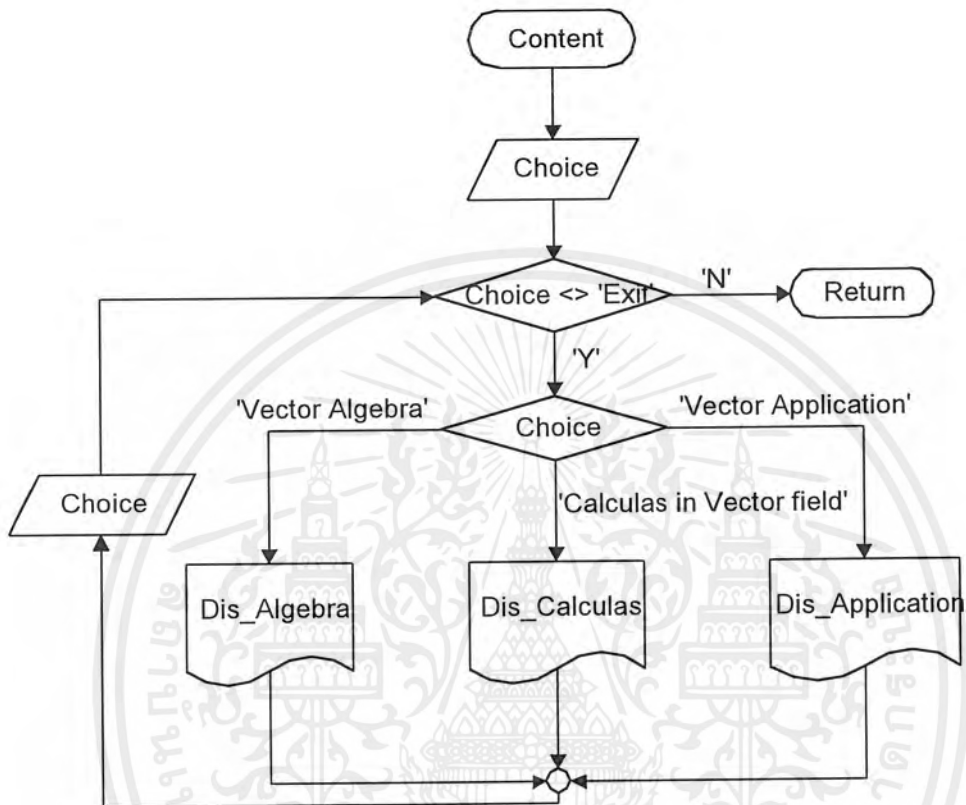 Content
Choice
Choice <> 'Exit'
'N'
Return
'Y'
'Vector Algebra'
Choice
'Vector Application'
Choice
'Calculas in Vector field'
Dis_Algebra
Dis_Calculas
Dis_Application